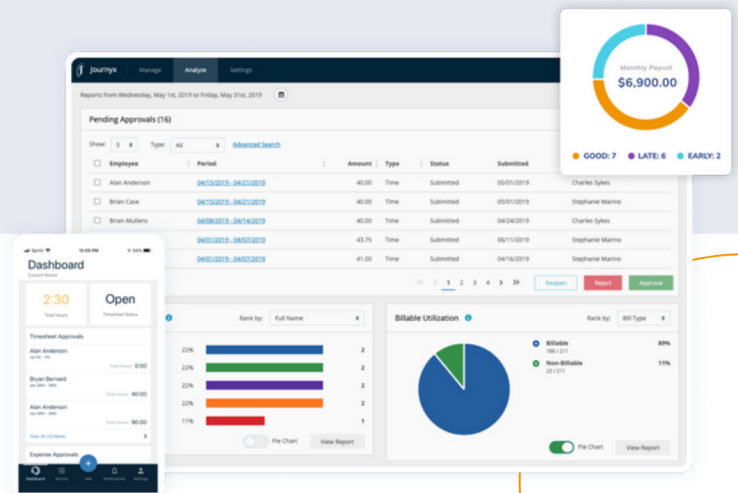 Journyx Manage Analyze Settings
Reports from Wednesday, May 1st, 2019 to Friday, May 31st, 2019
Monthly Payroll
$6,900.00
GOOD: 7 LATE: 6 EARLY: 2
Pending Approvals (16)
Show: 5 Type: All Advanced Search
Employee Period Amount Type Status Submitted
Alan Anderson 04/15/2019 - 04/21/2019 40.00 Time Submitted 05/01/2019 Charles Sykes
Brian Case 04/15/2019 - 04/21/2019 40.00 Time Submitted 05/01/2019 Stephanie Marino
Brian Mullens 04/08/2019 - 04/14/2019 40.00 Time Submitted 04/24/2019 Charles Sykes
04/01/2019 - 04/07/2019 43.75 Time Submitted 06/11/2019 Stephanie Marino
04/01/2019 - 04/07/2019 41.00 Time Submitted 04/16/2019 Stephanie Marino
1 2 3 4 Reopen Reject Approve
Rank by: Full Name
22% 2
22% 2
22% 2
22% 2
11% 1
Pie Chart View Report
Billable Utilization Rank by: Bill Type
Billable 89%
188 / 211
Non-Billable 11%
23 / 211
Pie Chart View Report
Sprint 12:05 PM
Dashboard
Current Period
2:30 Open
Total Hours Timesheet Status
Timesheet Approvals
Alan Anderson
Total Hours: 0:00
Bryan Bernard
Total Hours: 40:00
Alan Anderson
Total Hours: 90:00
View All (13 More)
Expense Approvals
Dashboard Activity Add Notifications Settings